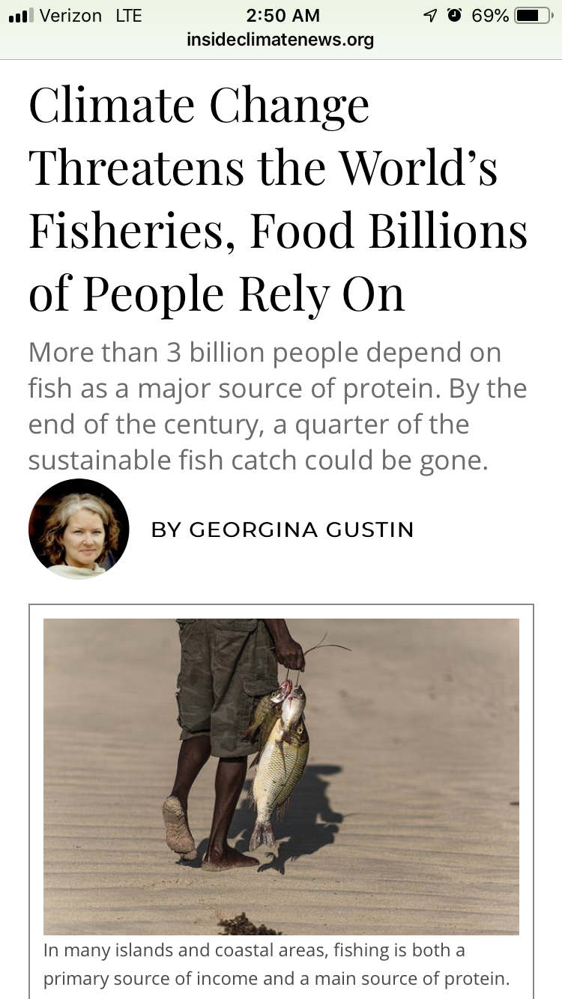 Verizon LTE 2:50 AM 69%
insideclimatenews.org
Climate Change
Threatens the World’s
Fisheries, Food Billions
of People Rely On
More than 3 billion people depend on
fish as a major source of protein. By the
end of the century, a quarter of the
sustainable fish catch could be gone.
BY GEORGINA GUSTIN
In many islands and coastal areas, fishing is both a
primary source of income and a main source of protein.